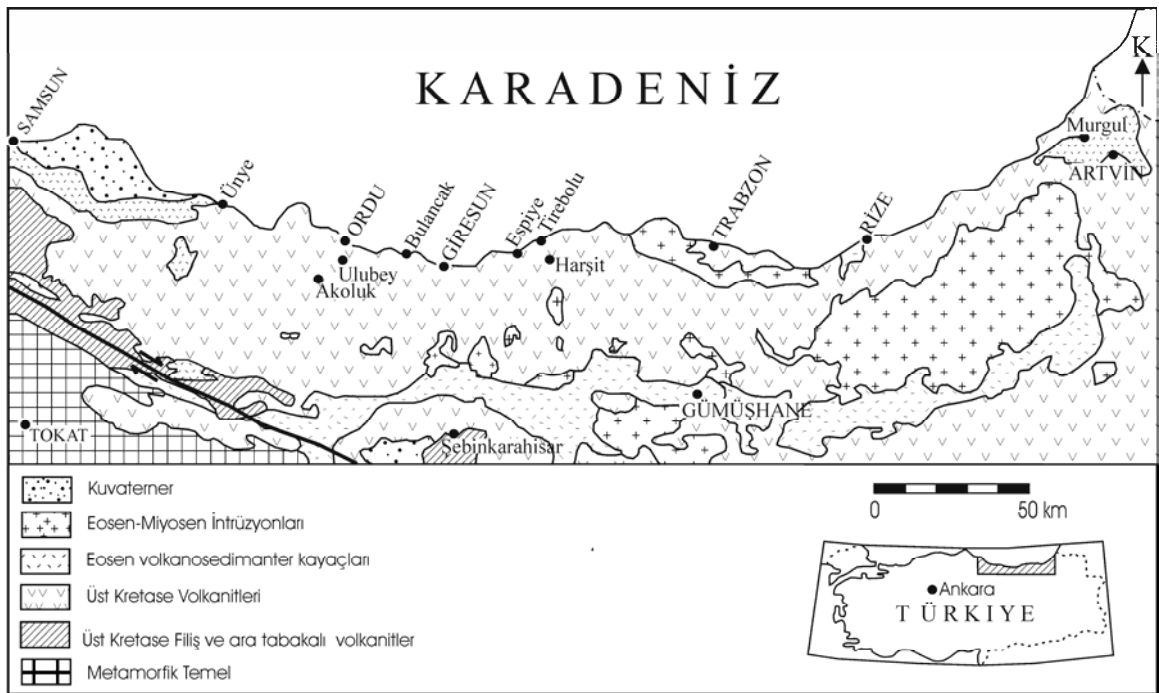 KARADENİZ
K
SAMSUN
Ünye
ORDU
Bulancak
GİRESUN
Espiye
Tirebolu
TRABZON
RİZE
Murgul
ARTVİN
Ulubey
Akoluk
Harşit
GÜMÜŞHANE
TOKAT
Şebinkarahisar
Kuvaterner
Eosen-Miyosen İntrüzyonları
Eosen volkanosedimanter kayaçları
Üst Kretase Volkanitleri
Üst Kretase Filiş ve ara tabakalı volkanitler
Metamorfik Temel
0 50 km
Ankara
TÜRKIYE